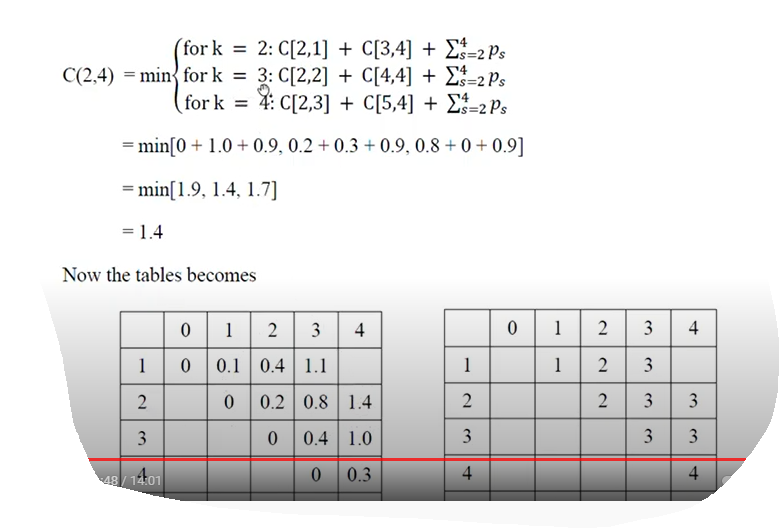 C(2,4) = min{ for k = 2: C[2,1] + C[3,4] + ∑⁴ₛ₌₂ pₛ
for k = 3: C[2,2] + C[4,4] + ∑⁴ₛ₌₂ pₛ
for k = 4: C[2,3] + C[5,4] + ∑⁴ₛ₌₂ pₛ
= min[0 + 1.0 + 0.9, 0.2 + 0.3 + 0.9, 0.8 + 0 + 0.9]
= min[1.9, 1.4, 1.7]
= 1.4
Now the tables becomes
0 1 2 3 4
1 0 0.1 0.4 1.1
2 0 0.2 0.8 1.4
3 0 0.4 1.0
4 0 0.3
0 1 2 3 4
1 1 2 3
2 2 3 3
3 3 3
4 4
:48 / 14:01